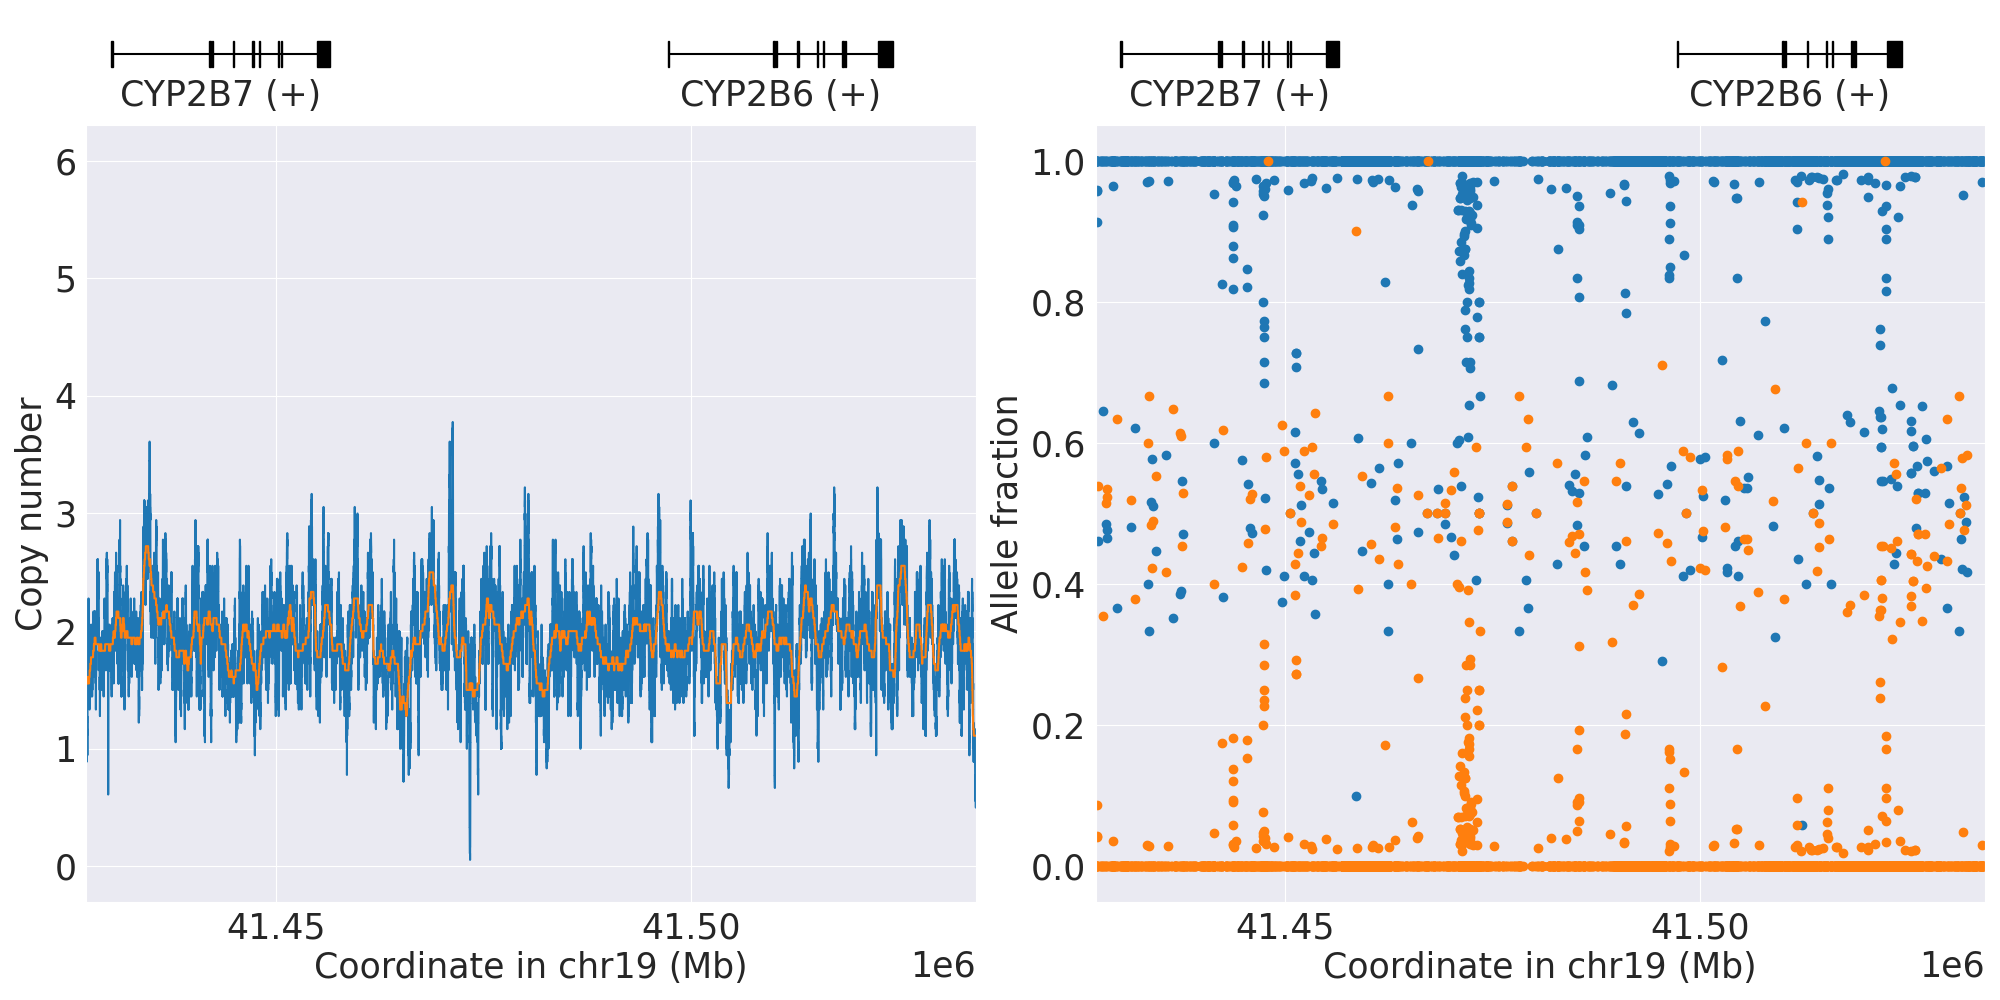 CYP2B7 (+) CYP2B6 (+)
6
5
4
3
2
1
0
Copy number
41.45 41.50
Coordinate in chr19 (Mb)
1e6
CYP2B7 (+) CYP2B6 (+)
1.0
0.8
0.6
0.4
0.2
0.0
Allele fraction
41.45 41.50
Coordinate in chr19 (Mb)
1e6